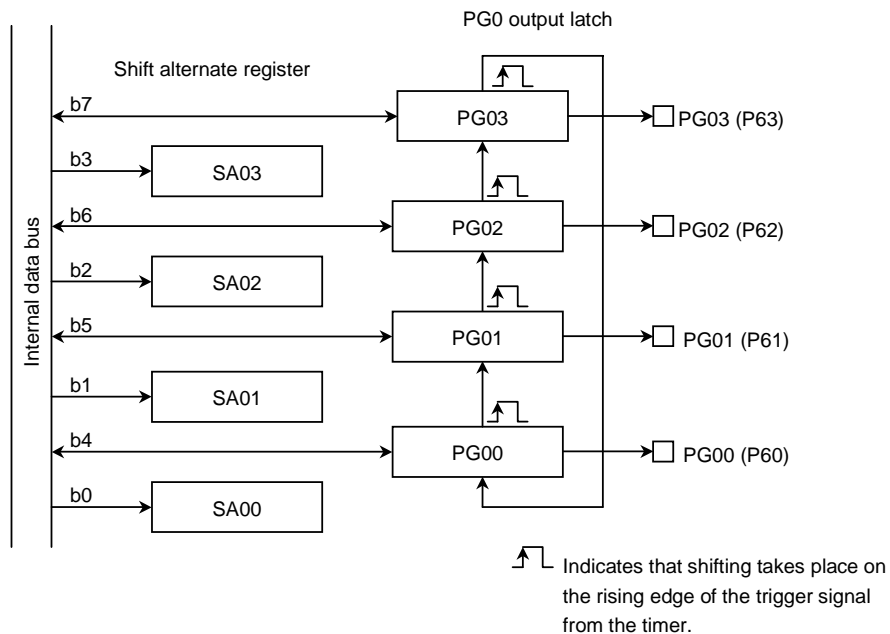 PG0 output latch
Shift alternate register
b7
PG03
PG03 (P63)
b3
SA03
b6
PG02
PG02 (P62)
b2
SA02
b5
PG01
PG01 (P61)
b1
SA01
b4
PG00
PG00 (P60)
b0
SA00
Internal data bus
Indicates that shifting takes place on
the rising edge of the trigger signal
from the timer.